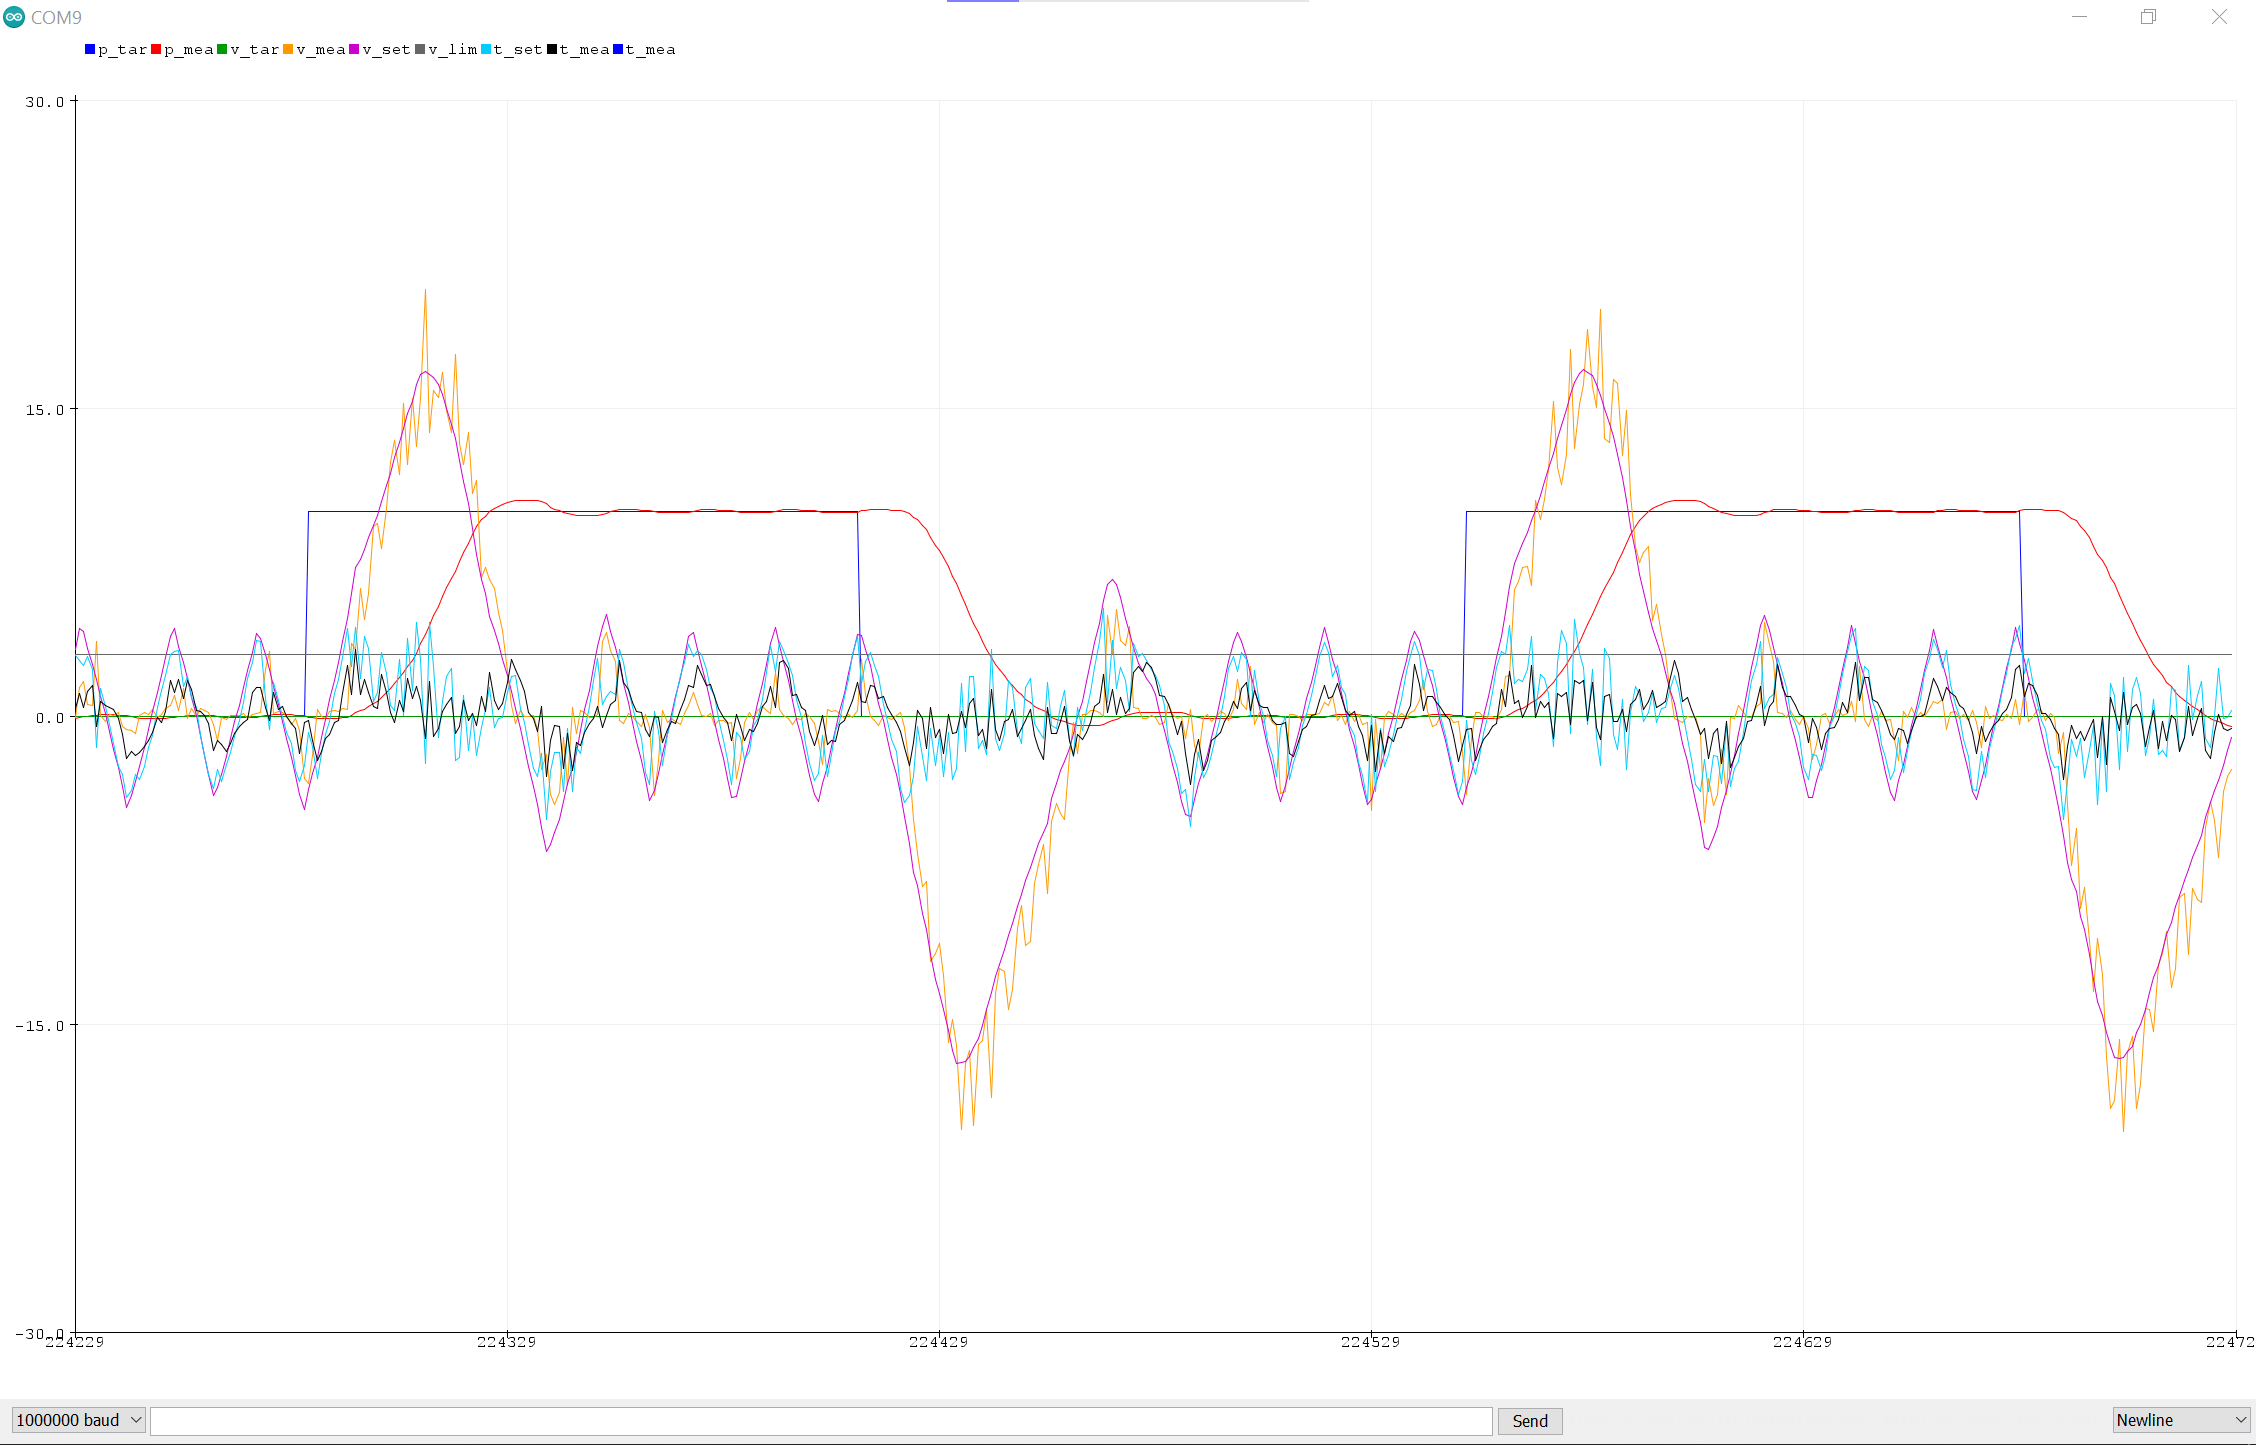 COM9
p_tar p_mea v_tar v_mea v_set v_lim t_set t_mea t_mea
30.0
15.0
0.0
-15.0
-30.0
224229 224329 224429 224529 224629 22472
1000000 baud Send Newline